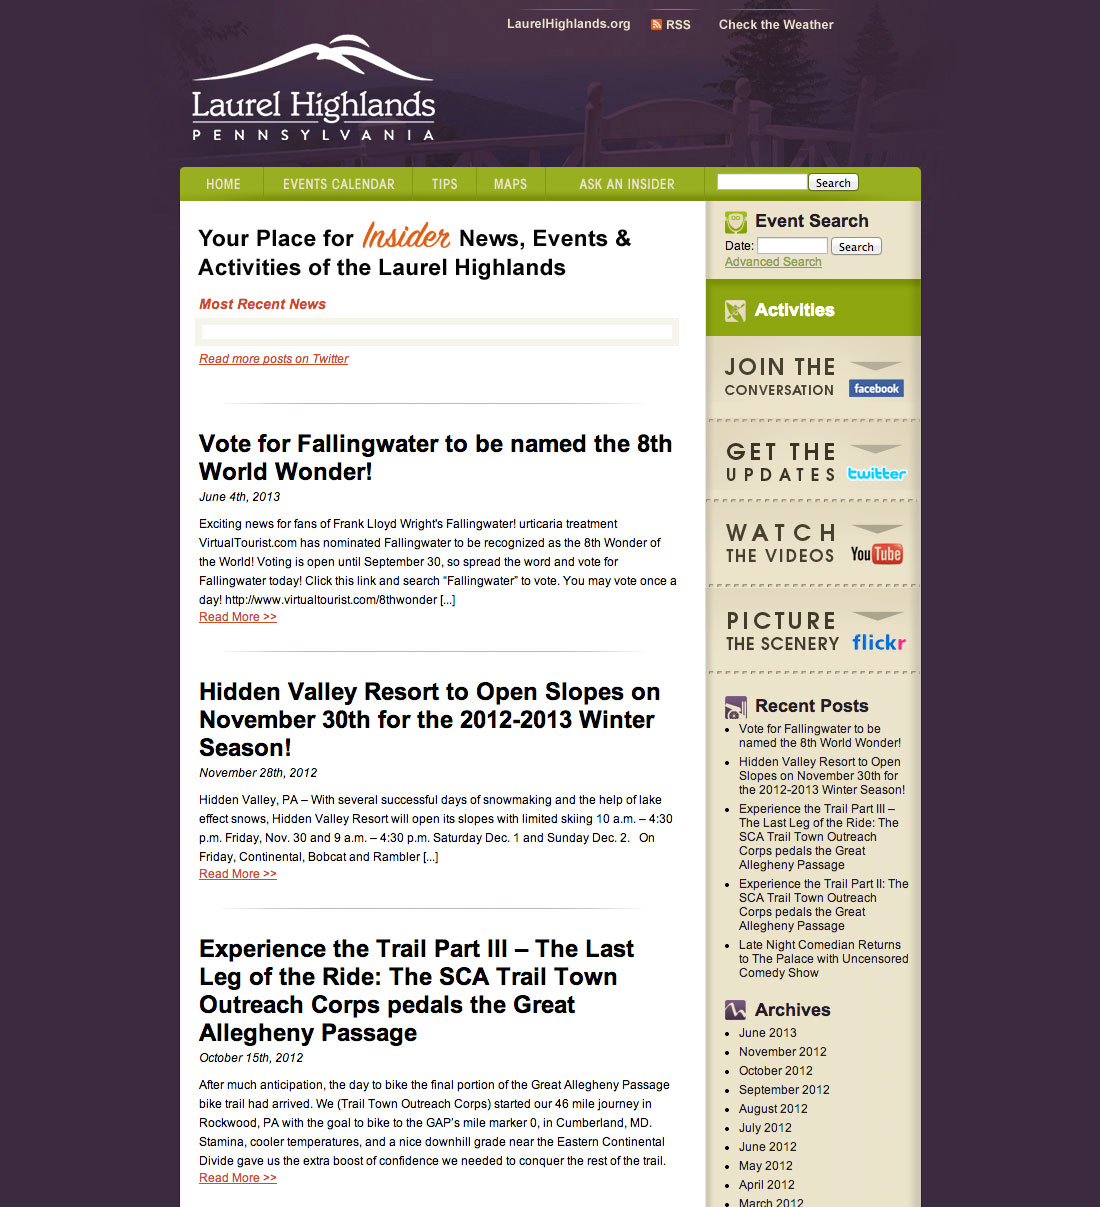 LaurelHighlands.org
RSS
Check the Weather
Laurel Highlands
PENNSYLVANIA
HOME
EVENTS CALENDAR
TIPS
MAPS
ASK AN INSIDER
Search
Your Place for Insider News, Events &
Activities of the Laurel Highlands
Most Recent News
Read more posts on Twitter
Vote for Fallingwater to be named the 8th
World Wonder!
June 4th, 2013
Exciting news for fans of Frank Lloyd Wright's Fallingwater! urticaria treatment
VirtualTourist.com has nominated Fallingwater to be recognized as the 8th Wonder of
the World! Voting is open until September 30, so spread the word and vote for
Fallingwater today! Click this link and search “Fallingwater” to vote. You may vote once a
day! http://www.virtualtourist.com/8thwonder [...]
Read More >>
Hidden Valley Resort to Open Slopes on
November 30th for the 2012-2013 Winter
Season!
November 28th, 2012
Hidden Valley, PA – With several successful days of snowmaking and the help of lake
effect snows, Hidden Valley Resort will open its slopes with limited skiing 10 a.m. – 4:30
p.m. Friday, Nov. 30 and 9 a.m. – 4:30 p.m. Saturday Dec. 1 and Sunday Dec. 2. On
Friday, Continental, Bobcat and Rambler [...]
Read More >>
Experience the Trail Part III – The Last
Leg of the Ride: The SCA Trail Town
Outreach Corps pedals the Great
Allegheny Passage
October 15th, 2012
After much anticipation, the day to bike the final portion of the Great Allegheny Passage
bike trail had arrived. We (Trail Town Outreach Corps) started our 46 mile journey in
Rockwood, PA with the goal to bike to the GAP’s mile marker 0, in Cumberland, MD.
Stamina, cooler temperatures, and a nice downhill grade near the Eastern Continental
Divide gave us the extra boost of confidence we needed to conquer the rest of the trail.
Read More >>
Event Search
Date:
Search
Advanced Search
Activities
JOIN THE
CONVERSATION
facebook
GET THE
UPDATES
twitter
WATCH
THE VIDEOS
YouTube
PICTURE
THE SCENERY
flickr
Recent Posts
Vote for Fallingwater to be
named the 8th World Wonder!
Hidden Valley Resort to Open
Slopes on November 30th for
the 2012-2013 Winter Season!
Experience the Trail Part III –
The Last Leg of the Ride: The
SCA Trail Town Outreach
Corps pedals the Great
Allegheny Passage
Experience the Trail Part II: The
SCA Trail Town Outreach
Corps pedals the Great
Allegheny Passage
Late Night Comedian Returns
to The Palace with Uncensored
Comedy Show
Archives
June 2013
November 2012
October 2012
September 2012
August 2012
July 2012
June 2012
May 2012
April 2012
March 2012